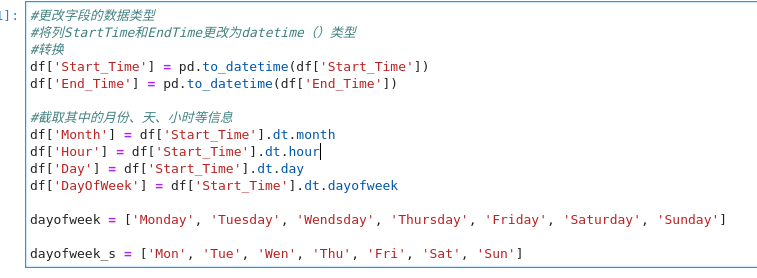 1]:
#更改字段的数据类型
#将列StartTime和EndTime更改为datetime（）类型
#转换
df['Start_Time'] = pd.to_datetime(df['Start_Time'])
df['End_Time'] = pd.to_datetime(df['End_Time'])
#截取其中的月份、天、小时等信息
df['Month'] = df['Start_Time'].dt.month
df['Hour'] = df['Start_Time'].dt.hour
df['Day'] = df['Start_Time'].dt.day
df['DayOfWeek'] = df['Start_Time'].dt.dayofweek
dayofweek = ['Monday', 'Tuesday', 'Wendsday', 'Thursday', 'Friday', 'Saturday', 'Sunday']
dayofweek_s = ['Mon', 'Tue', 'Wen', 'Thu', 'Fri', 'Sat', 'Sun']